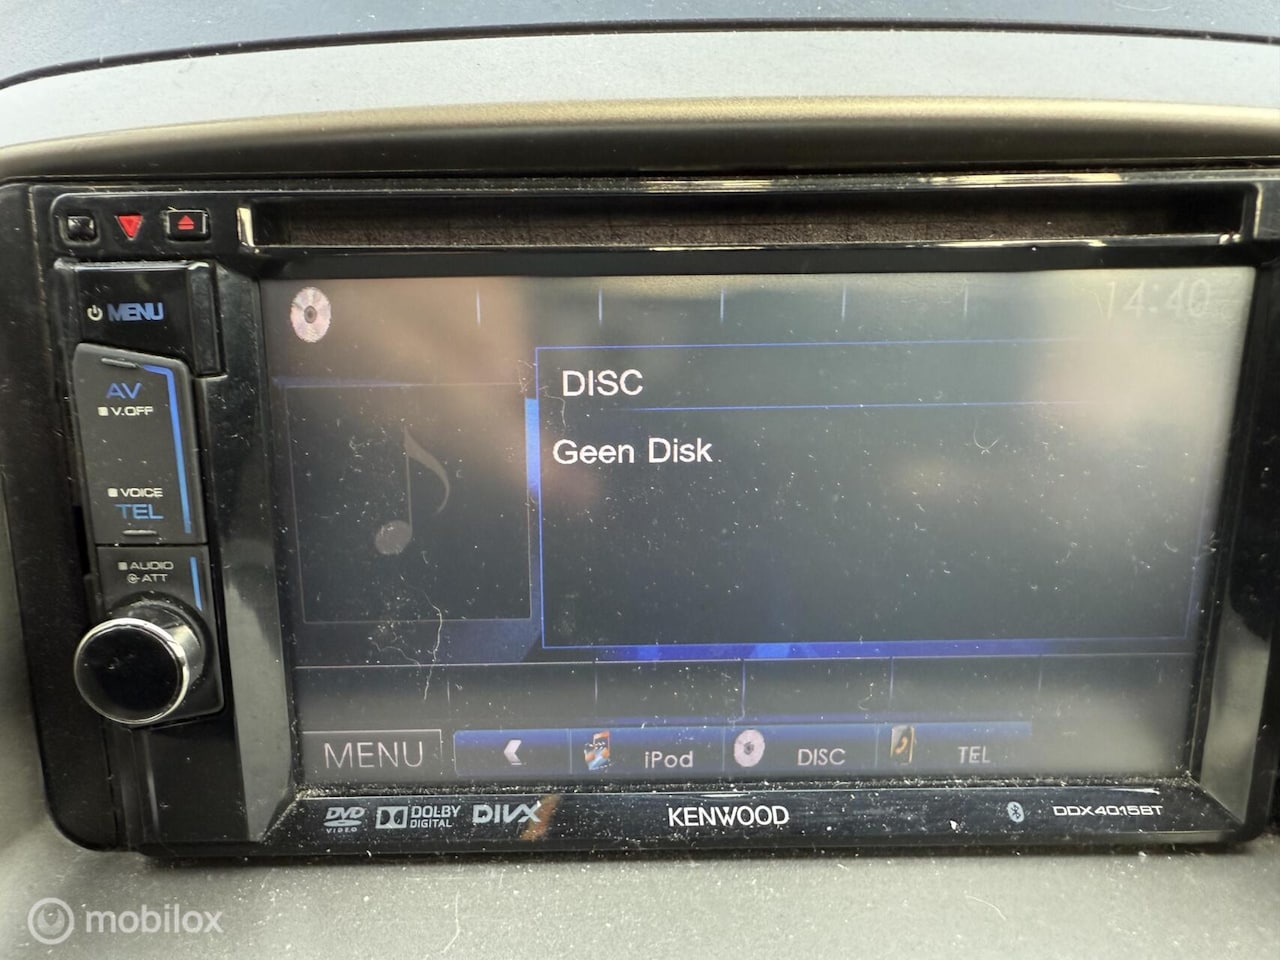 MENU
AV
V.OFF
VOICE
TEL
AUDIO
ATT
14:40
DISC
Geen Disk
MENU
iPod
DISC
TEL
DVD
VIDEO
DOLBY
DIGITAL
DIVX
KENWOOD
DDX4015BT
mobilox